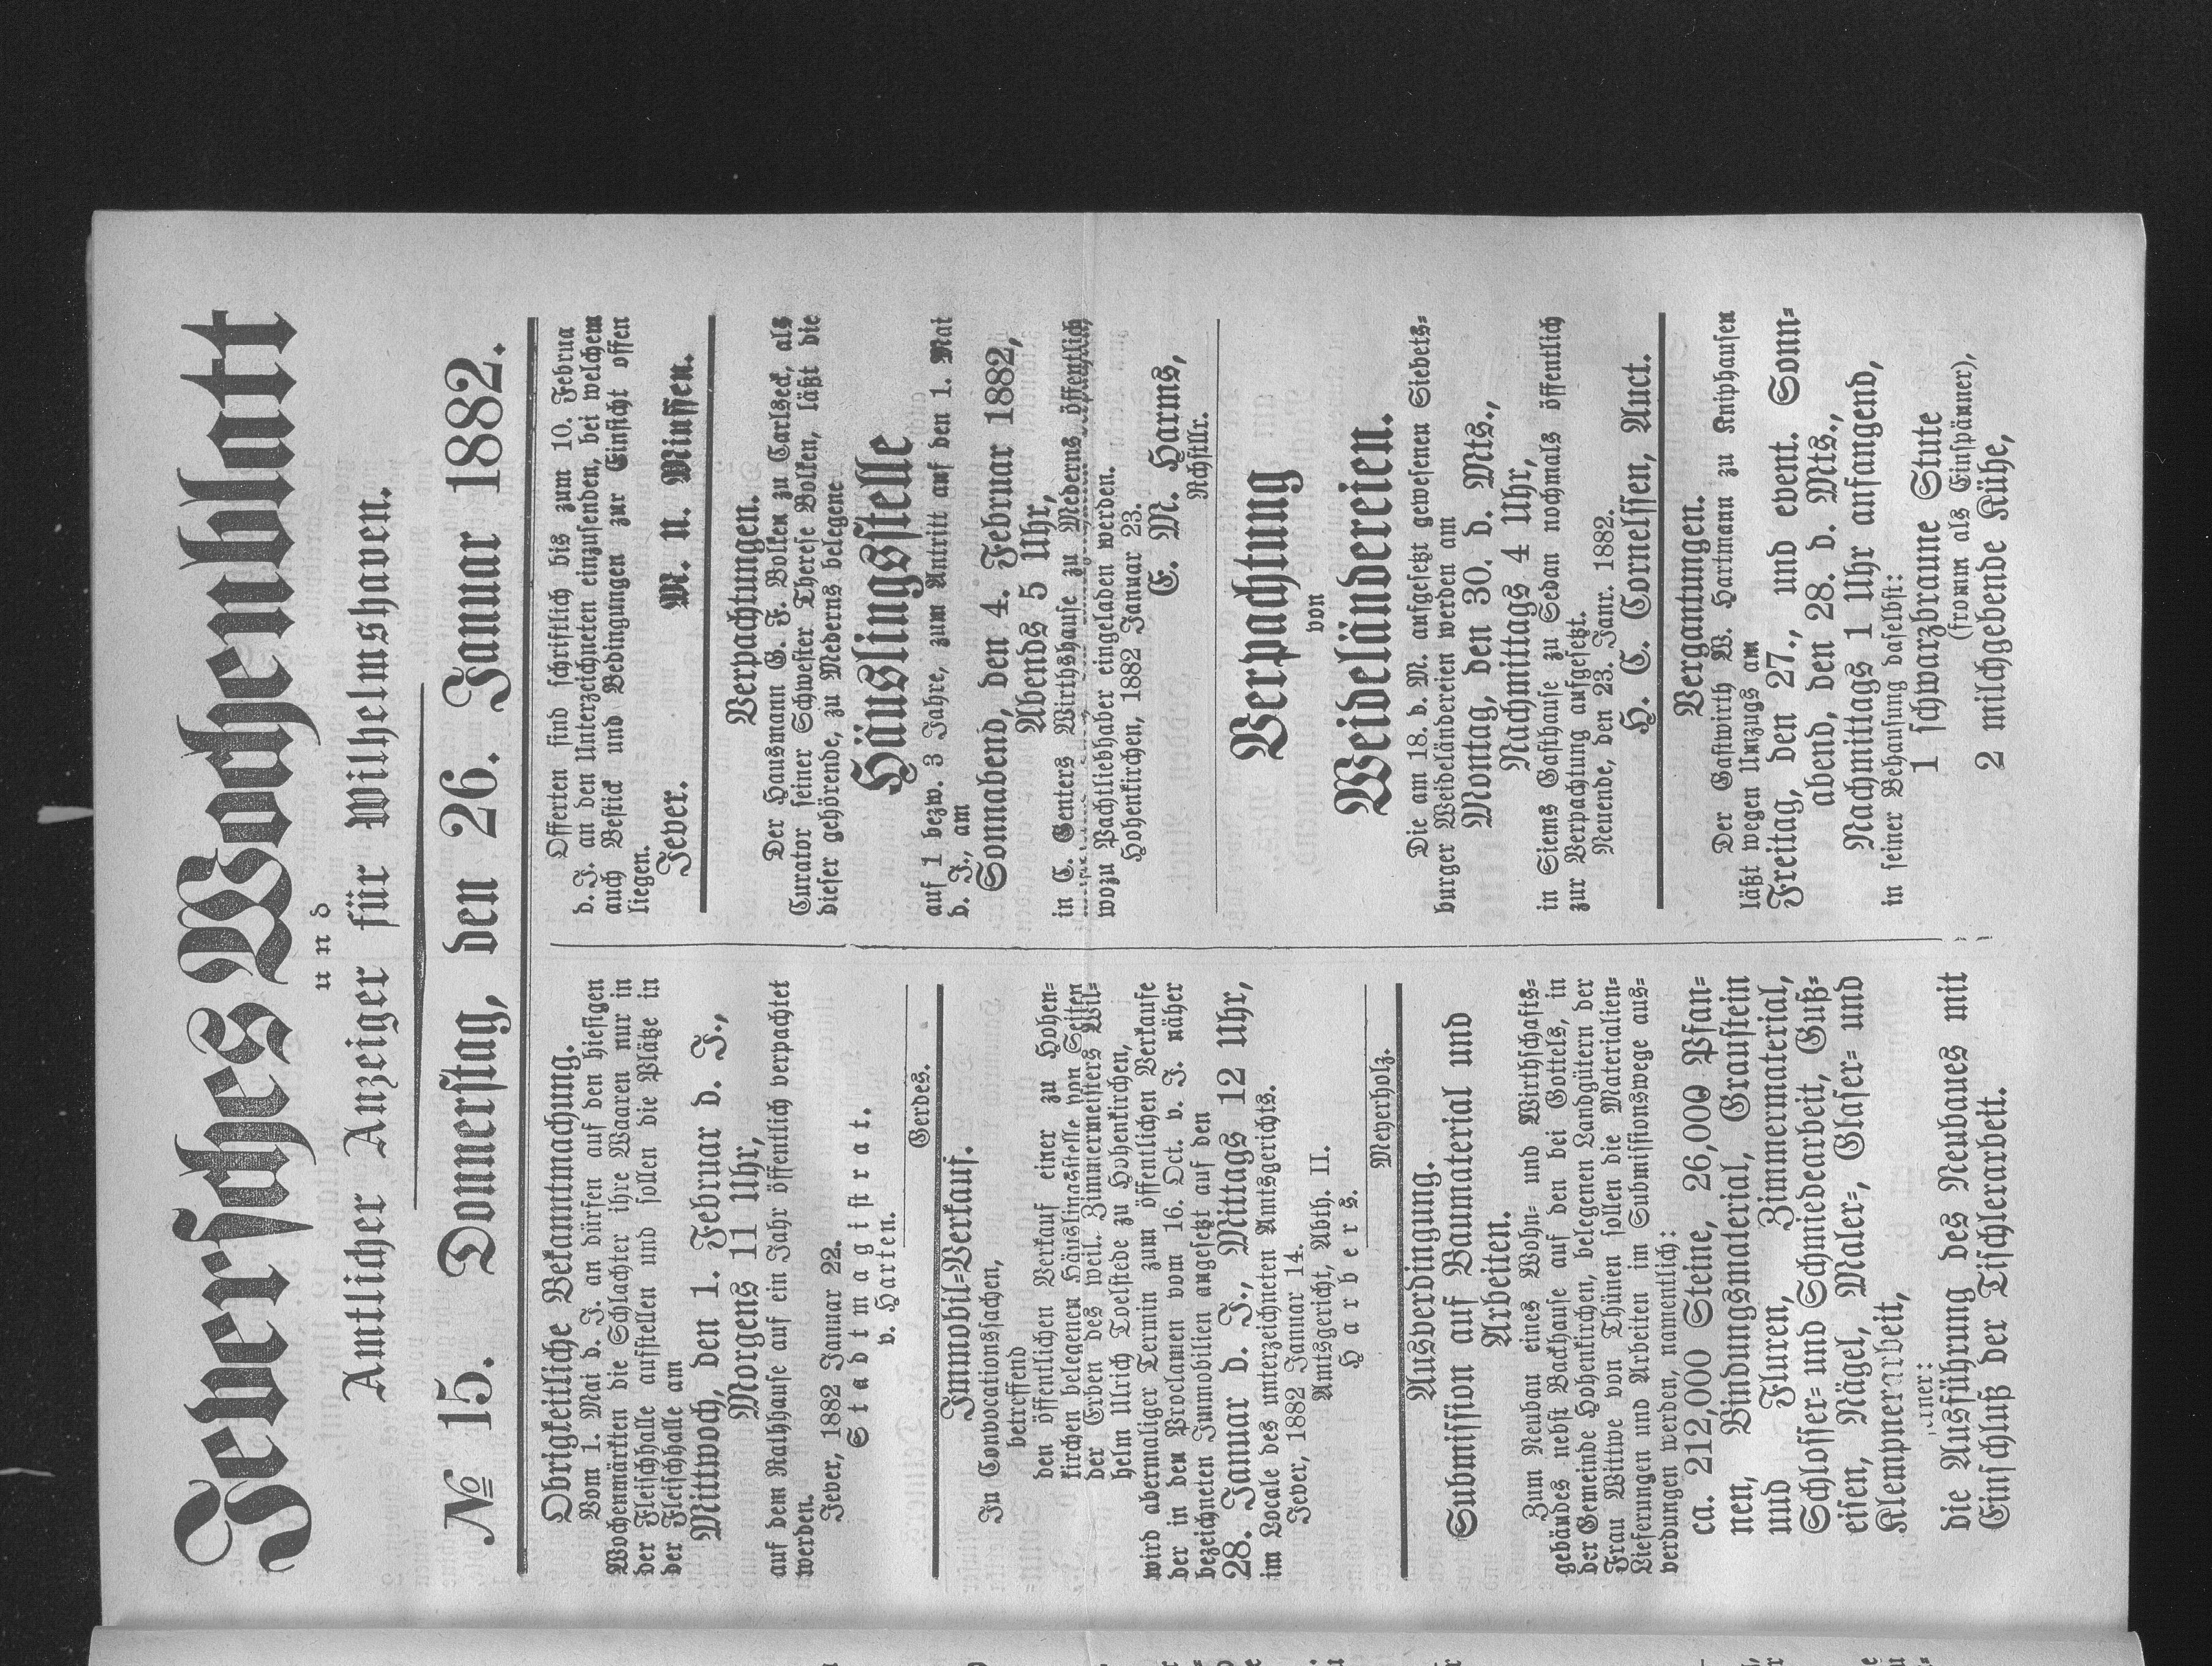 Jeversches Wochenblatt
und
Amtlicher Anzeiger für Wilhelmshaven.
№ 15. Donnerstag, den 26. Januar 1882.
Obrigkeitliche Bekanntmachung.
Vom 1. Mai d. J. an dürfen auf den hiesigen
Wochenmärkten die Schlachter ihre Waaren nur in
der Fleischhalle aufstellen und sollen die Plätze in
der Fleischhalle am
Mittwoch, den 1. Februar d. J.,
Morgens 11 Uhr,
auf dem Rathhause auf ein Jahr öffentlich verpachtet
werden.
Jever, 1882 Januar 22.
Stadtmagistrat.
v. Harten.
Gerdes.
Immobil=Verkauf.
In Convocationssachen,
betreffend
den öffentlichen Verkauf einer zu Hohen=
kirchen belegenen Häuslingsstelle von Seiten
der Erben des weil. Zimmermeisters Wil=
helm Ulrich Toelstede zu Hohenkirchen,
wird abermaliger Termin zum öffentlichen Verkaufe
der in den Proclamen vom 16. Oct. v. J. näher
bezeichneten Immobilien angesetzt auf den
28. Januar d. J., Mittags 12 Uhr,
im Locale des unterzeichneten Amtsgerichts.
Jever, 1882 Januar 14.
Amtsgericht, Abth. II.
Harbers.
Meyerholz.
Ausverdingung.
Submission auf Baumaterial und
Arbeiten.
Zum Neubau eines Wohn= und Wirthschafts=
gebäudes nebst Backhause auf den bei Gottels, in
der Gemeinde Hohenkirchen, belegenen Landgütern der
Frau Wittwe von Thünen sollen die Materialien=
Lieferungen und Arbeiten im Submissionswege aus=
verdungen werden, namentlich:
ca. 212,000 Steine, 26,000 Pfan=
nen, Bindungsmaterial, Graustein
und Fluren, Zimmermaterial,
Schlosser= und Schmiedearbeit, Guß=
eisen, Nägel, Maler=, Glaser= und
Klempnerarbeit,
die Ausführung des Neubaues mit
Einschluß der Tischlerarbeit.
Offerten sind schriftlich bis zum 10. Februa
d. J. an den Unterzeichneten einzusenden, bei welchem
auch Bestick und Bedingungen zur Einsicht offen
liegen.
Jever. M. n. Minssen.
Verpachtungen.
Der Hausmann G. F. Volken zu Carlseck, als
Curator seiner Schwester Therese Volken, läßt die
dieser gehörende, zu Mederns belegene
Häuslingsstelle
auf 1 bezw. 3 Jahre, zum Antritt auf den 1. Mai
d. J., am
Sonnabend, den 4. Februar 1882,
Abends 5 Uhr,
in C. Genters Wirthshause zu Mederns öffentlich
wozu Pachtliebhaber eingeladen werden.
Hohenkirchen, 1882 Januar 23.
E. M. Harms,
Rchstllr.
Verpachtung
von
Weideländereien.
Die am 18. d. M. aufgesetzt gewesenen Siebets=
burger Weideländereien werden am
Montag, den 30. d. Mts.,
Nachmittags 4 Uhr,
in Siems Gasthause zu Sedan nochmals öffentlich
zur Verpachtung aufgesetzt.
Neuende, den 23. Janr. 1882.
H. C. Cornelssen, Auct.
Vergantungen.
Der Gastwirth W. Hartmann zu Kniphausen
läßt wegen Umzugs am
Freitag, den 27., und event. Sonn=
abend, den 28. d. Mts.,
Nachmittags 1 Uhr anfangend,
in seiner Behausung daselbst:
1 schwarzbraune Stute
(fromm als Einspänner),
2 milchgebende Kühe,